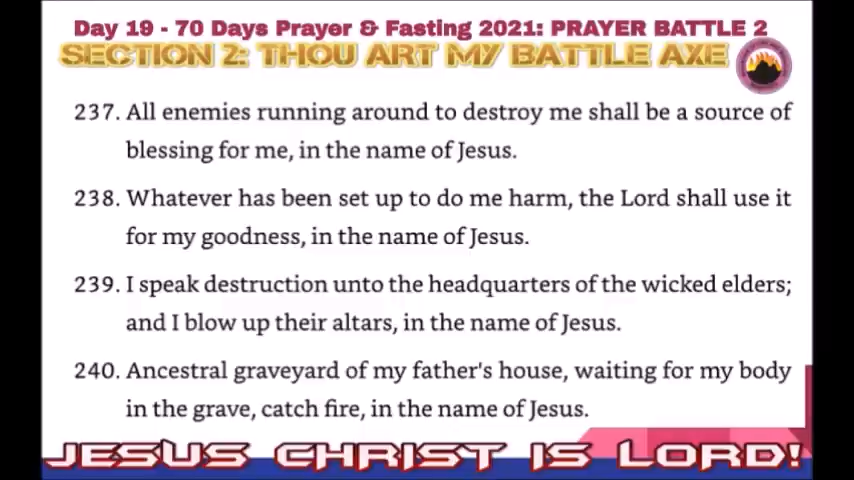 Day 19 - 70 Days Prayer & Fasting 2021: PRAYER BATTLE 2
SECTION 2: THOU ART MY BATTLE AXE
237. All enemies running around to destroy me shall be a source of
blessing for me, in the name of Jesus.
238. Whatever has been set up to do me harm, the Lord shall use it
for my goodness, in the name of Jesus.
239. I speak destruction unto the headquarters of the wicked elders;
and I blow up their altars, in the name of Jesus.
240. Ancestral graveyard of my father's house, waiting for my body
in the grave, catch fire, in the name of Jesus.
JESUS CHRIST IS LORD!